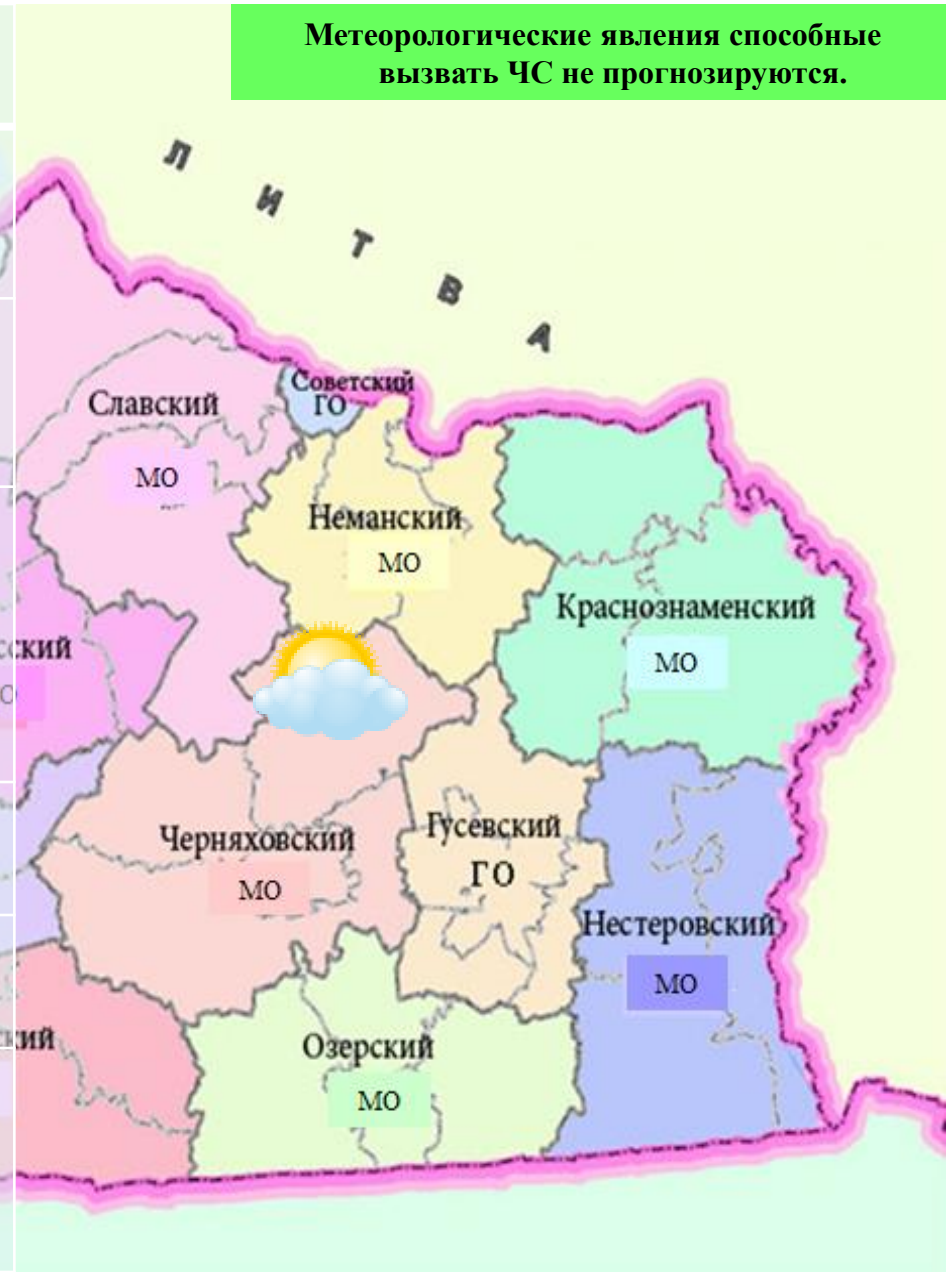 Метеорологические явления способные
вызвать ЧС не прогнозируются.
ЛИТВА
Советский
ГО
Славский
МО
Неманский
МО
Краснознаменский
МО
Черняховский
МО
Гусевский
ГО
Нестеровский
МО
Озерский
МО